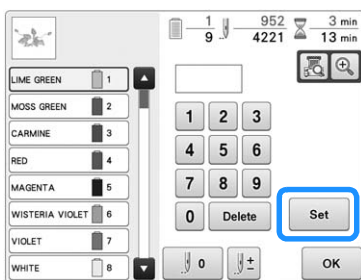 1 952 3 min
9 4221 13 min
LIME GREEN 1
MOSS GREEN 2
CARMINE 3
RED 4
MAGENTA 5
WISTERIA VIOLET 6
VIOLET 7
WHITE 8
1 2 3
4 5 6
7 8 9
0 Delete Set
0 ± OK